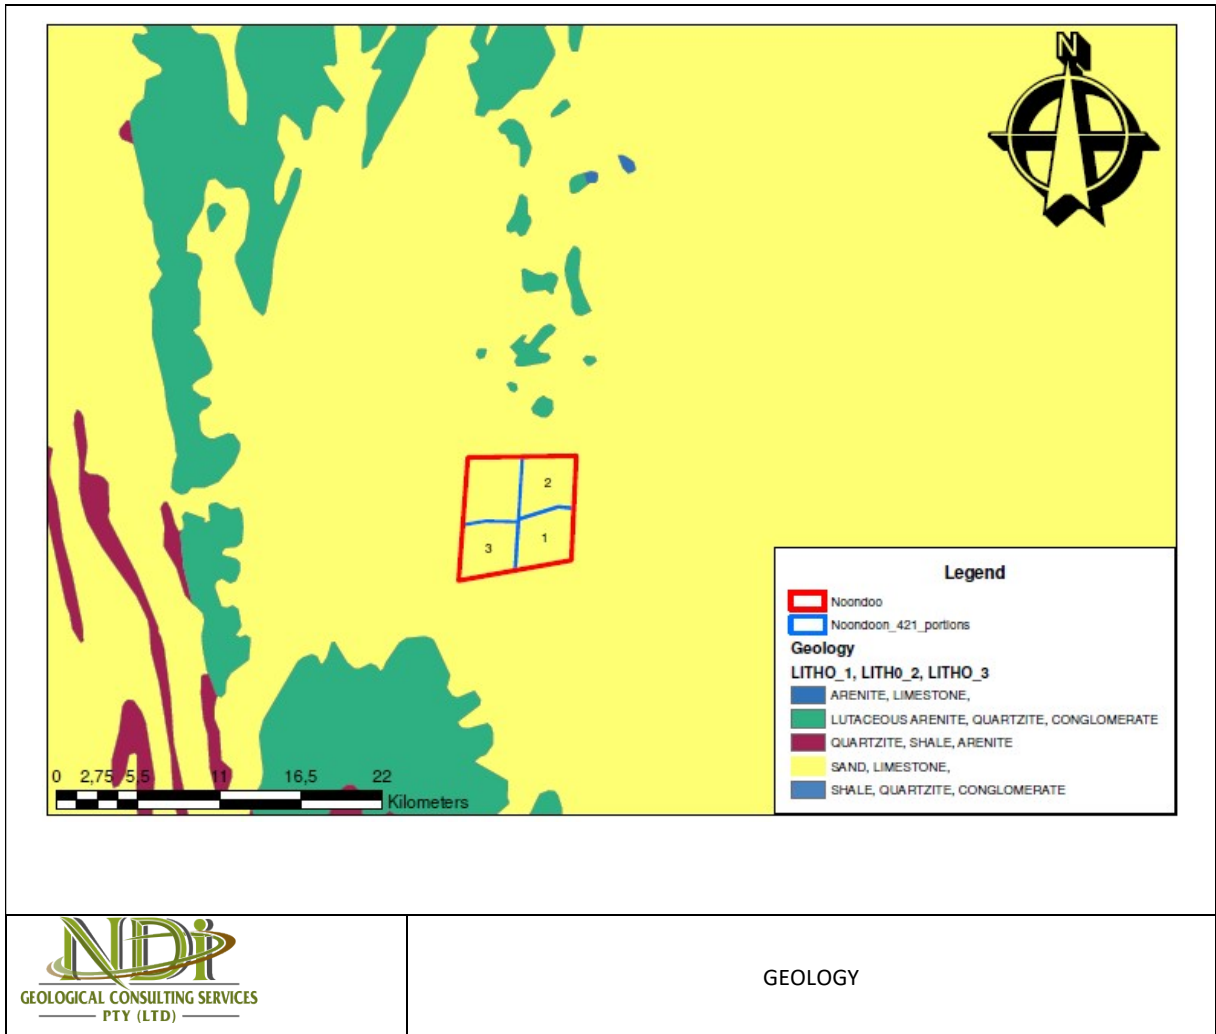 N
2
3
1
Legend
Noondoo
Noondoon_421_portions
Geology
LITHO_1, LITH0_2, LITHO_3
ARENITE, LIMESTONE,
LUTACEOUS ARENITE, QUARTZITE, CONGLOMERATE
QUARTZITE, SHALE, ARENITE
SAND, LIMESTONE,
SHALE, QUARTZITE, CONGLOMERATE
0 2,75 5,5 11 16,5 22
Kilometers
NDi
GEOLOGICAL CONSULTING SERVICES
PTY (LTD)
GEOLOGY